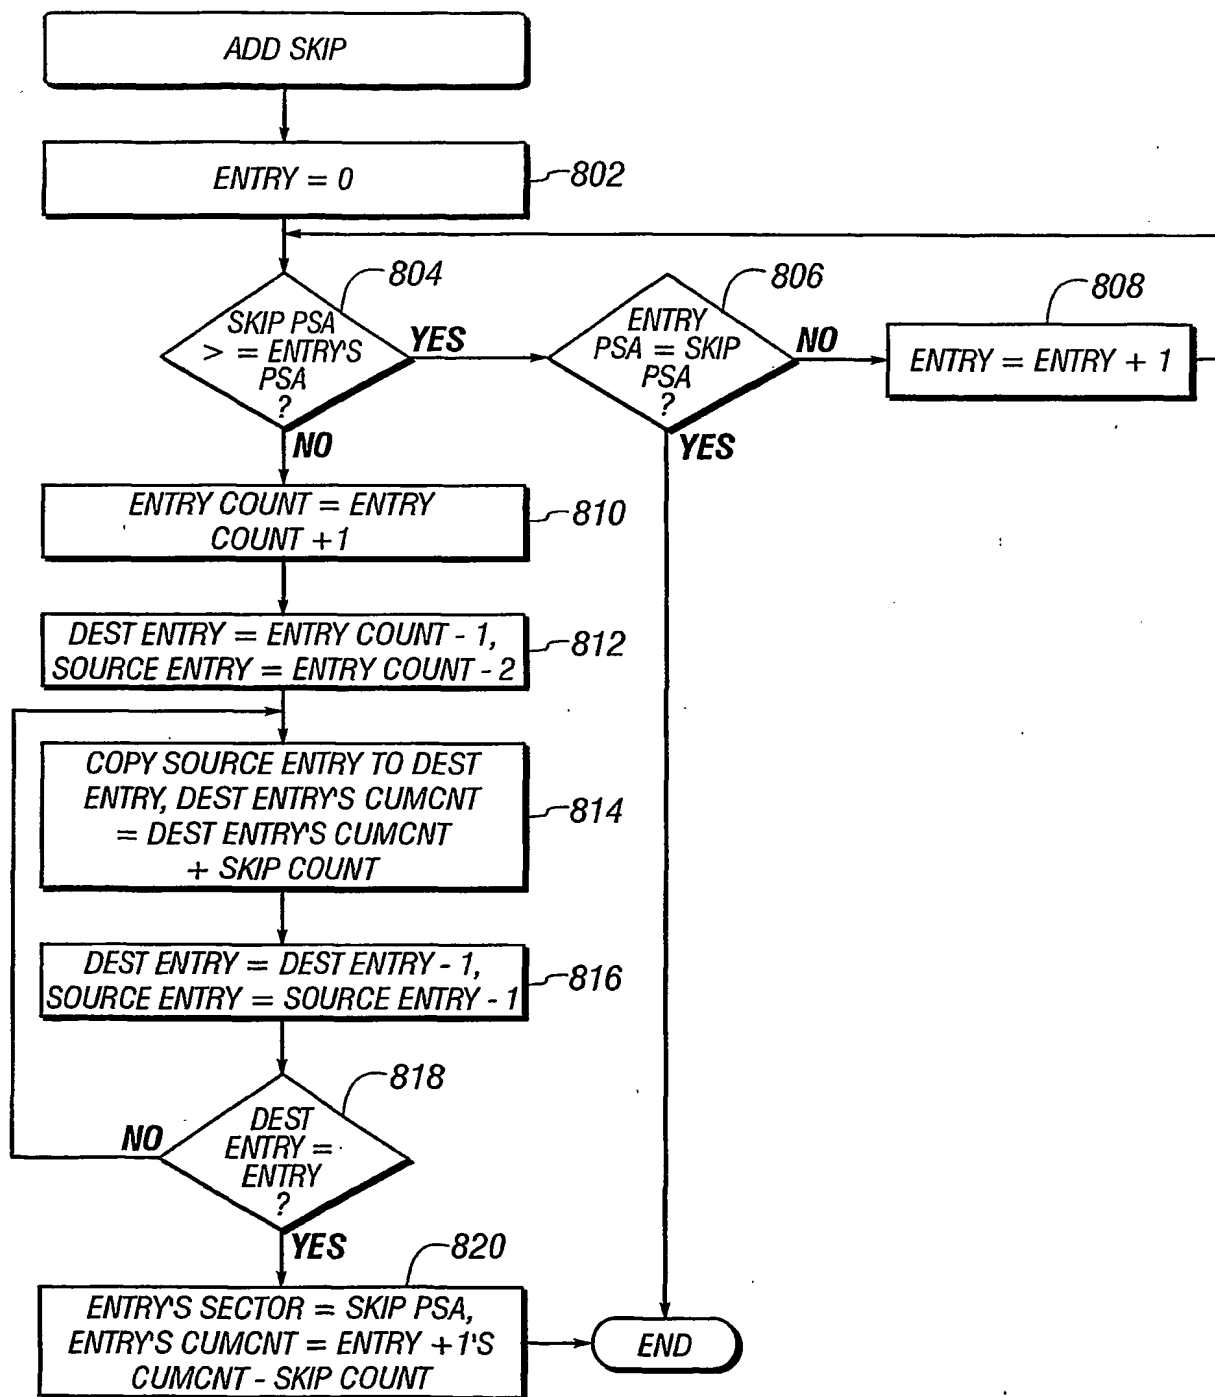 ADD SKIP
ENTRY = 0
802
804
SKIP PSA
> = ENTRY'S
PSA
?
YES
NO
806
ENTRY
PSA = SKIP
PSA
?
NO
YES
808
ENTRY = ENTRY + 1
ENTRY COUNT = ENTRY
COUNT +1
810
DEST ENTRY = ENTRY COUNT - 1,
SOURCE ENTRY = ENTRY COUNT - 2
812
COPY SOURCE ENTRY TO DEST
ENTRY, DEST ENTRY'S CUMCNT
= DEST ENTRY'S CUMCNT
+ SKIP COUNT
814
DEST ENTRY = DEST ENTRY - 1,
SOURCE ENTRY = SOURCE ENTRY - 1
816
818
DEST
ENTRY =
ENTRY
?
NO
YES
820
ENTRY'S SECTOR = SKIP PSA,
ENTRY'S CUMCNT = ENTRY +1'S
CUMCNT - SKIP COUNT
END